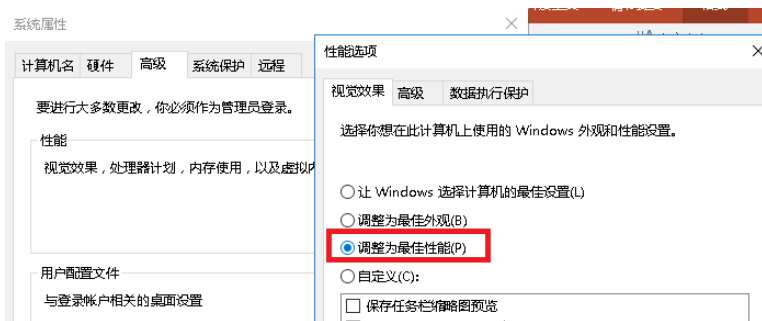 系统属性
计算机名 硬件 高级 系统保护 远程
要进行大多数更改，你必须作为管理员登录。
性能
视觉效果，处理器计划，内存使用，以及虚拟内
用户配置文件
与登录帐户相关的桌面设置
性能选项
视觉效果 高级 数据执行保护
选择你想在此计算机上使用的 Windows 外观和性能设置。
让 Windows 选择计算机的最佳设置(L)
调整为最佳外观(B)
调整为最佳性能(P)
自定义(C):
保存任务栏缩略图预览